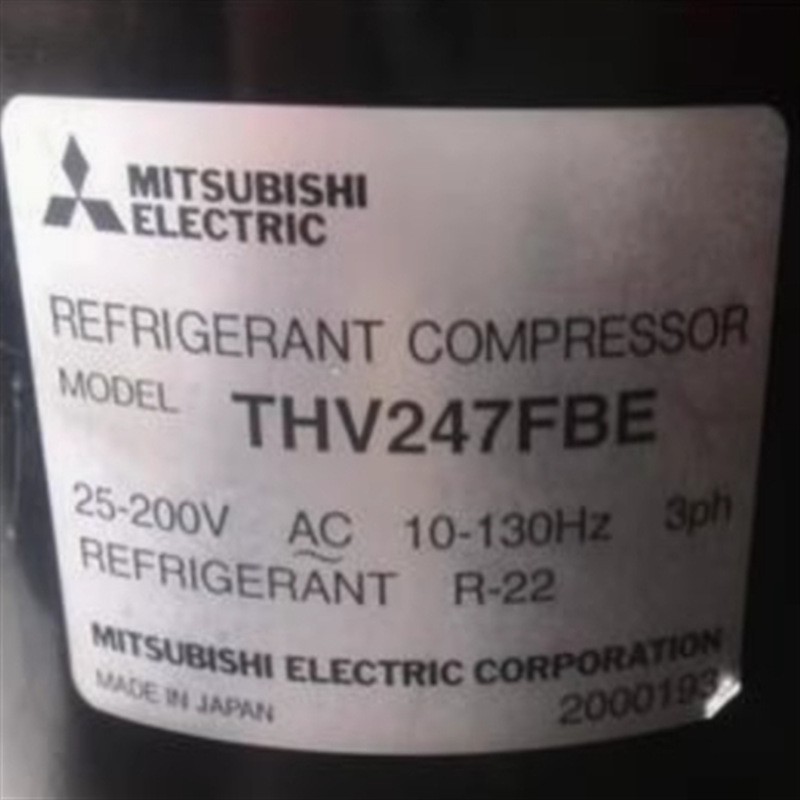 MITSUBISHI
ELECTRIC
REFRIGERANT COMPRESSOR
MODEL THV247FBE
25-200V AC 10-130Hz 3ph
REFRIGERANT R-22
MITSUBISHI ELECTRIC CORPORATION
MADE IN JAPAN